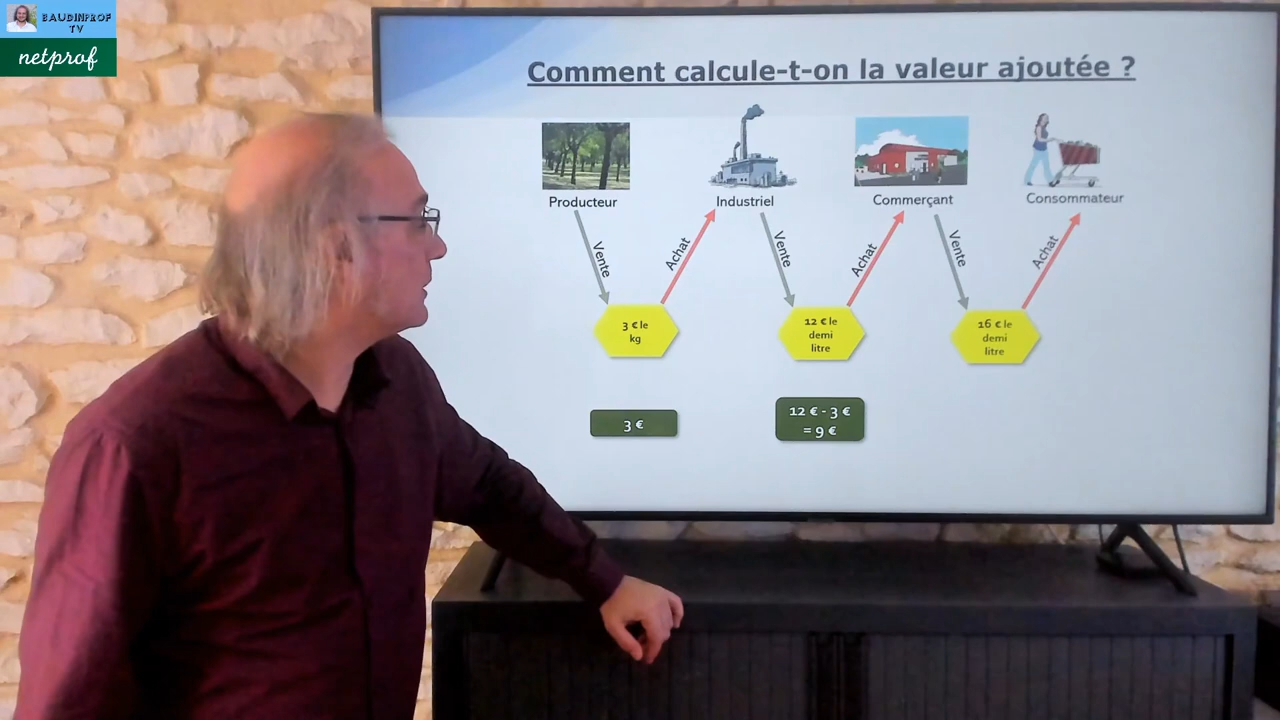 BAUDINPROF
TV
netprof
Comment calcule-t-on la valeur ajoutée ?
Producteur
Industriel
Commerçant
Consommateur
Vente
Achat
Vente
Achat
Vente
Achat
3 € le
kg
12 € le
demi
litre
16 € le
demi
litre
3 €
12 € - 3 €
= 9 €